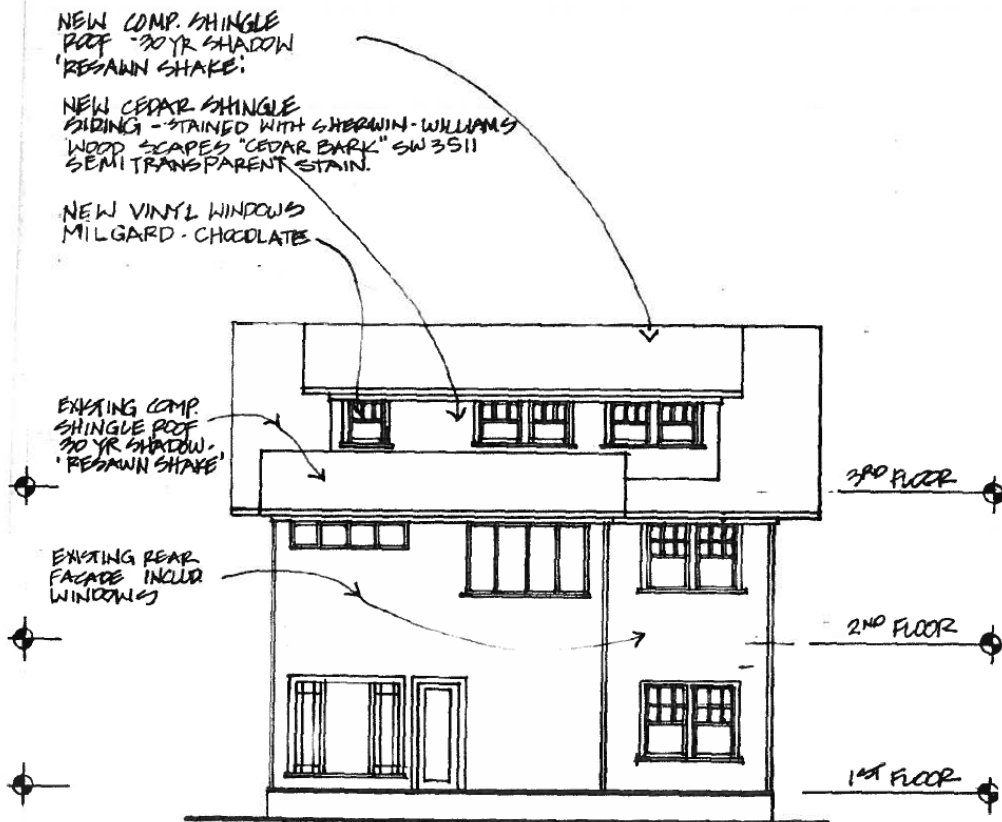 NEW COMP. SHINGLE
ROOF - 30 YR SHADOW
'RESAWN SHAKE'.
NEW CEDAR SHINGLE
SIDING - STAINED WITH SHERWIN-WILLIAMS
WOOD SCAPES "CEDAR BARK" SW 3511
SEMI TRANSPARENT STAIN.
NEW VINYL WINDOWS
MILGARD - CHOCOLATE
EXISTING COMP.
SHINGLE ROOF
30 YR SHADOW-
'RESAWN SHAKE'
3RD FLOOR
EXISTING REAR
FACADE INCLUD.
WINDOWS
2ND FLOOR
1ST FLOOR